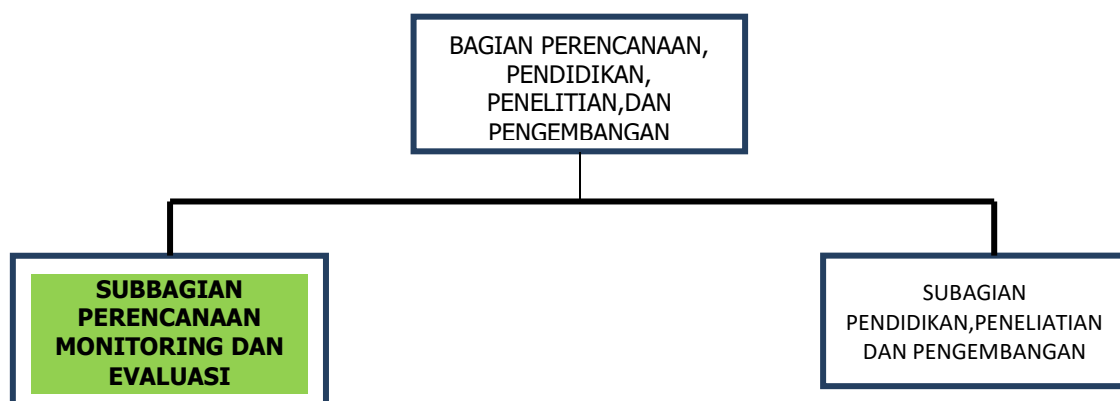 BAGIAN PERENCANAAN,
PENDIDIKAN,
PENELITIAN,DAN
PENGEMBANGAN
SUBBAGIAN
PERENCANAAN
MONITORING DAN
EVALUASI
SUBAGIAN
PENDIDIKAN,PENELIATIAN
DAN PENGEMBANGAN